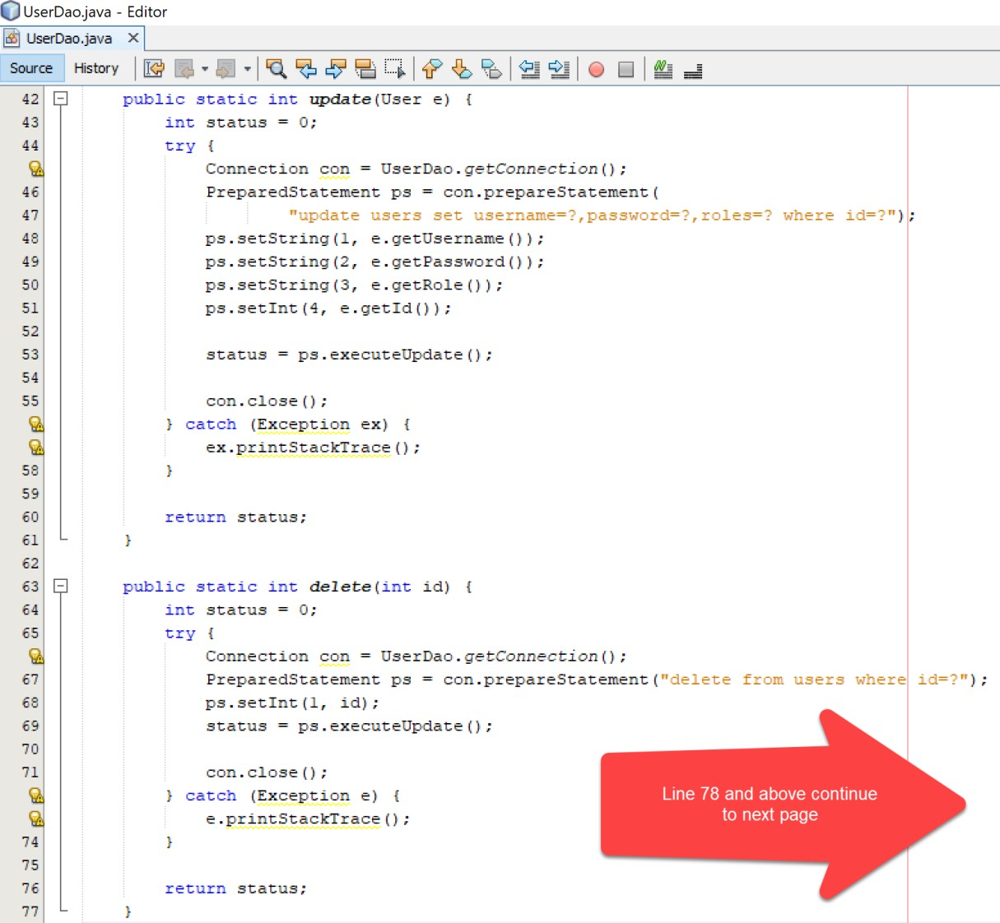 UserDao.java - Editor
UserDao.java
Source History
42 public static int update(User e) {
43 int status = 0;
44 try {
Connection con = UserDao.getConnection();
46 PreparedStatement ps = con.prepareStatement(
47 "update users set username=?,password=?,roles=? where id=?");
48 ps.setString(1, e.getUsername());
49 ps.setString(2, e.getPassword());
50 ps.setString(3, e.getRole());
51 ps.setInt(4, e.getId());
52
53 status = ps.executeUpdate();
54
55 con.close();
} catch (Exception ex) {
ex.printStackTrace();
58 }
59
60 return status;
61 }
62
63 public static int delete(int id) {
64 int status = 0;
65 try {
Connection con = UserDao.getConnection();
67 PreparedStatement ps = con.prepareStatement("delete from users where id=?");
68 ps.setInt(1, id);
69 status = ps.executeUpdate();
70
71 con.close();
} catch (Exception e) {
e.printStackTrace();
74 }
75
76 return status;
77 }
Line 78 and above continue
to next page